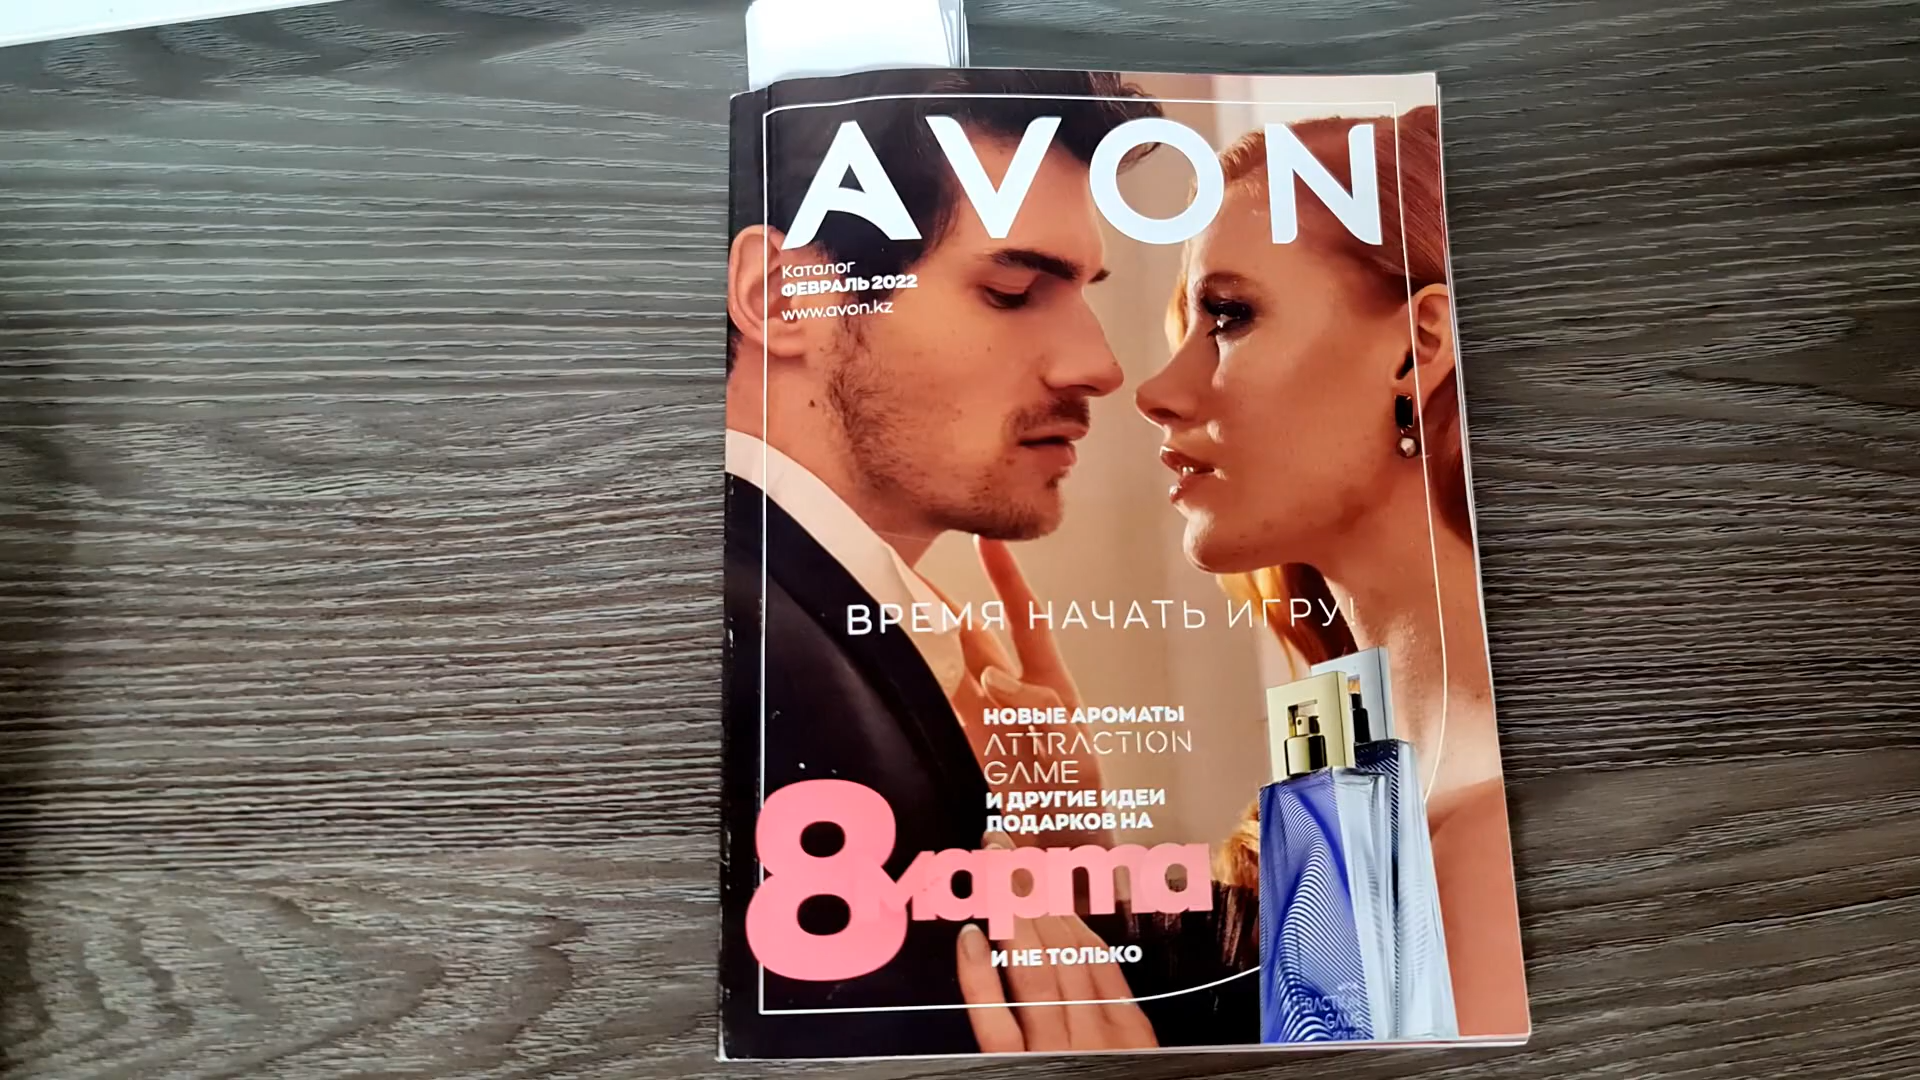 AVON
Каталог
ФЕВРАЛЬ 2022
www.avon.kz
ВРЕМЯ НАЧАТЬ ИГРУ!
НОВЫЕ АРОМАТЫ
ATTRACTION
GAME
И ДРУГИЕ ИДЕИ
ПОДАРКОВ НА
8 марта
И НЕ ТОЛЬКО
GAME